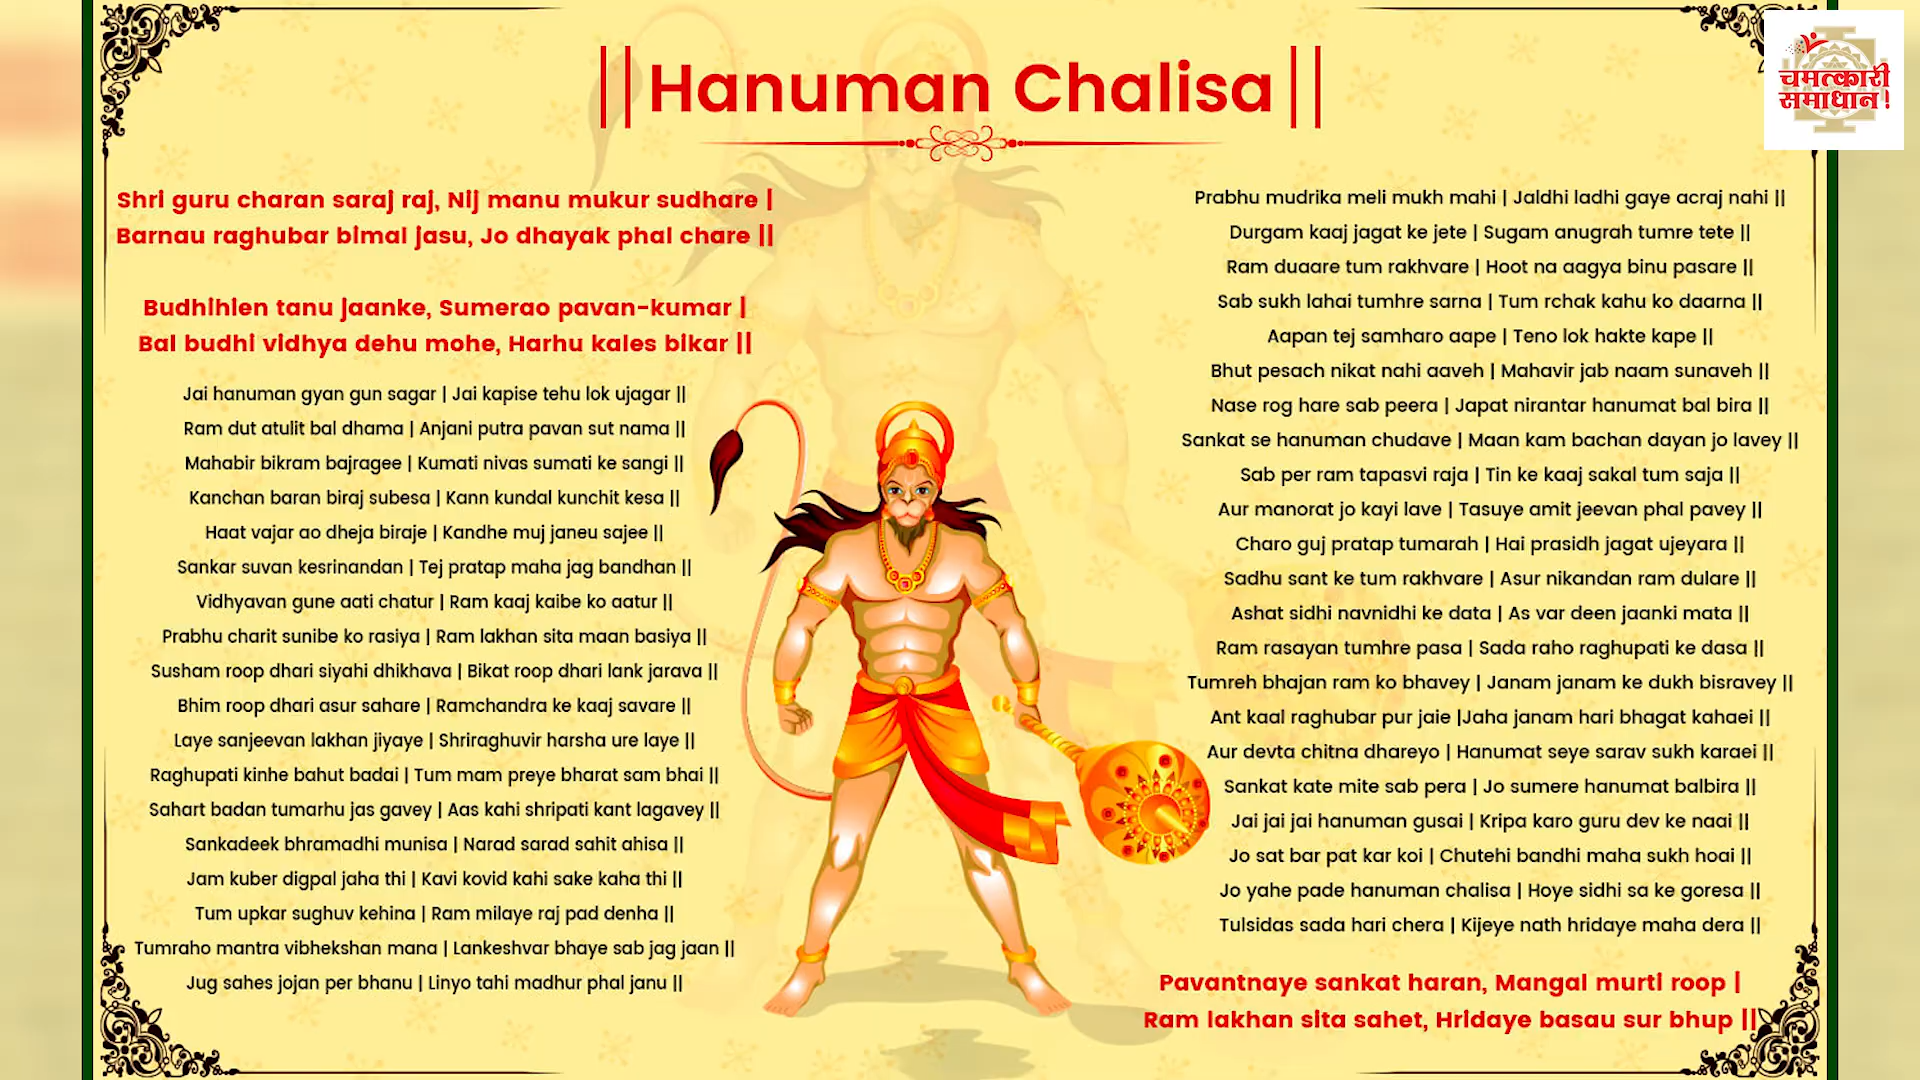 ||Hanuman Chalisa||
चमत्कारी
समाधान!
Shri guru charan saraj raj, Nij manu mukur sudhare |
Barnau raghubar bimal jasu, Jo dhayak phal chare ||
Budhihien tanu jaanke, Sumerao pavan-kumar |
Bal budhi vidhya dehu mohe, Harhu kales bikar ||
Jai hanuman gyan gun sagar | Jai kapise tehu lok ujagar ||
Ram dut atulit bal dhama | Anjani putra pavan sut nama ||
Mahabir bikram bajragee | Kumati nivas sumati ke sangi ||
Kanchan baran biraj subesa | Kann kundal kunchit kesa ||
Haat vajar ao dheja biraje | Kandhe muj janeu sajee ||
Sankar suvan kesrinandan | Tej pratap maha jag bandhan ||
Vidhyavan gune aati chatur | Ram kaaj kaibe ko aatur ||
Prabhu charit sunibe ko rasiya | Ram lakhan sita maan basiya ||
Susham roop dhari siyahi dhikhava | Bikat roop dhari lank jarava ||
Bhim roop dhari asur sahare | Ramchandra ke kaaj savare ||
Laye sanjeevan lakhan jiyaye | Shriraghuvir harsha ure laye ||
Raghupati kinhe bahut badai | Tum mam preye bharat sam bhai ||
Sahart badan tumarhu jas gavey | Aas kahi shripati kant lagavey ||
Sankadeek bhramadhi munisa | Narad sarad sahit ahisa ||
Jam kuber digpal jaha thi | Kavi kovid kahi sake kaha thi ||
Tum upkar sughuv kehina | Ram milaye raj pad denha ||
Tumraho mantra vibhekshan mana | Lankeshvar bhaye sab jag jaan ||
Jug sahes jojan per bhanu | Linyo tahi madhur phal janu ||
Prabhu mudrika meli mukh mahi | Jaldhi ladhi gaye acraj nahi ||
Durgam kaaj jagat ke jete | Sugam anugrah tumre tete ||
Ram duaare tum rakhvare | Hoot na aagya binu pasare ||
Sab sukh lahai tumhre sarna | Tum rchak kahu ko daarna ||
Aapan tej samharo aape | Teno lok hakte kape ||
Bhut pesach nikat nahi aaveh | Mahavir jab naam sunaveh ||
Nase rog hare sab peera | Japat nirantar hanumat bal bira ||
Sankat se hanuman chudave | Maan kam bachan dayan jo lavey ||
Sab per ram tapasvi raja | Tin ke kaaj sakal tum saja ||
Aur manorat jo kayi lave | Tasuye amit jeevan phal pavey ||
Charo guj pratap tumarah | Hai prasidh jagat ujeyara ||
Sadhu sant ke tum rakhvare | Asur nikandan ram dulare ||
Ashat sidhi navnidhi ke data | As var deen jaanki mata ||
Ram rasayan tumhre pasa | Sada raho raghupati ke dasa ||
Tumreh bhajan ram ko bhavey | Janam janam ke dukh bisravey ||
Ant kaal raghubar pur jaie |Jaha janam hari bhagat kahaei ||
Aur devta chitna dhareyo | Hanumat seye sarav sukh karaei ||
Sankat kate mite sab pera | Jo sumere hanumat balbira ||
Jai jai jai hanuman gusai | Kripa karo guru dev ke naai ||
Jo sat bar pat kar koi | Chutehi bandhi maha sukh hoai ||
Jo yahe pade hanuman chalisa | Hoye sidhi sa ke goresa ||
Tulsidas sada hari chera | Kijeye nath hridaye maha dera ||
Pavantnaye sankat haran, Mangal murti roop |
Ram lakhan sita sahet, Hridaye basau sur bhup ||